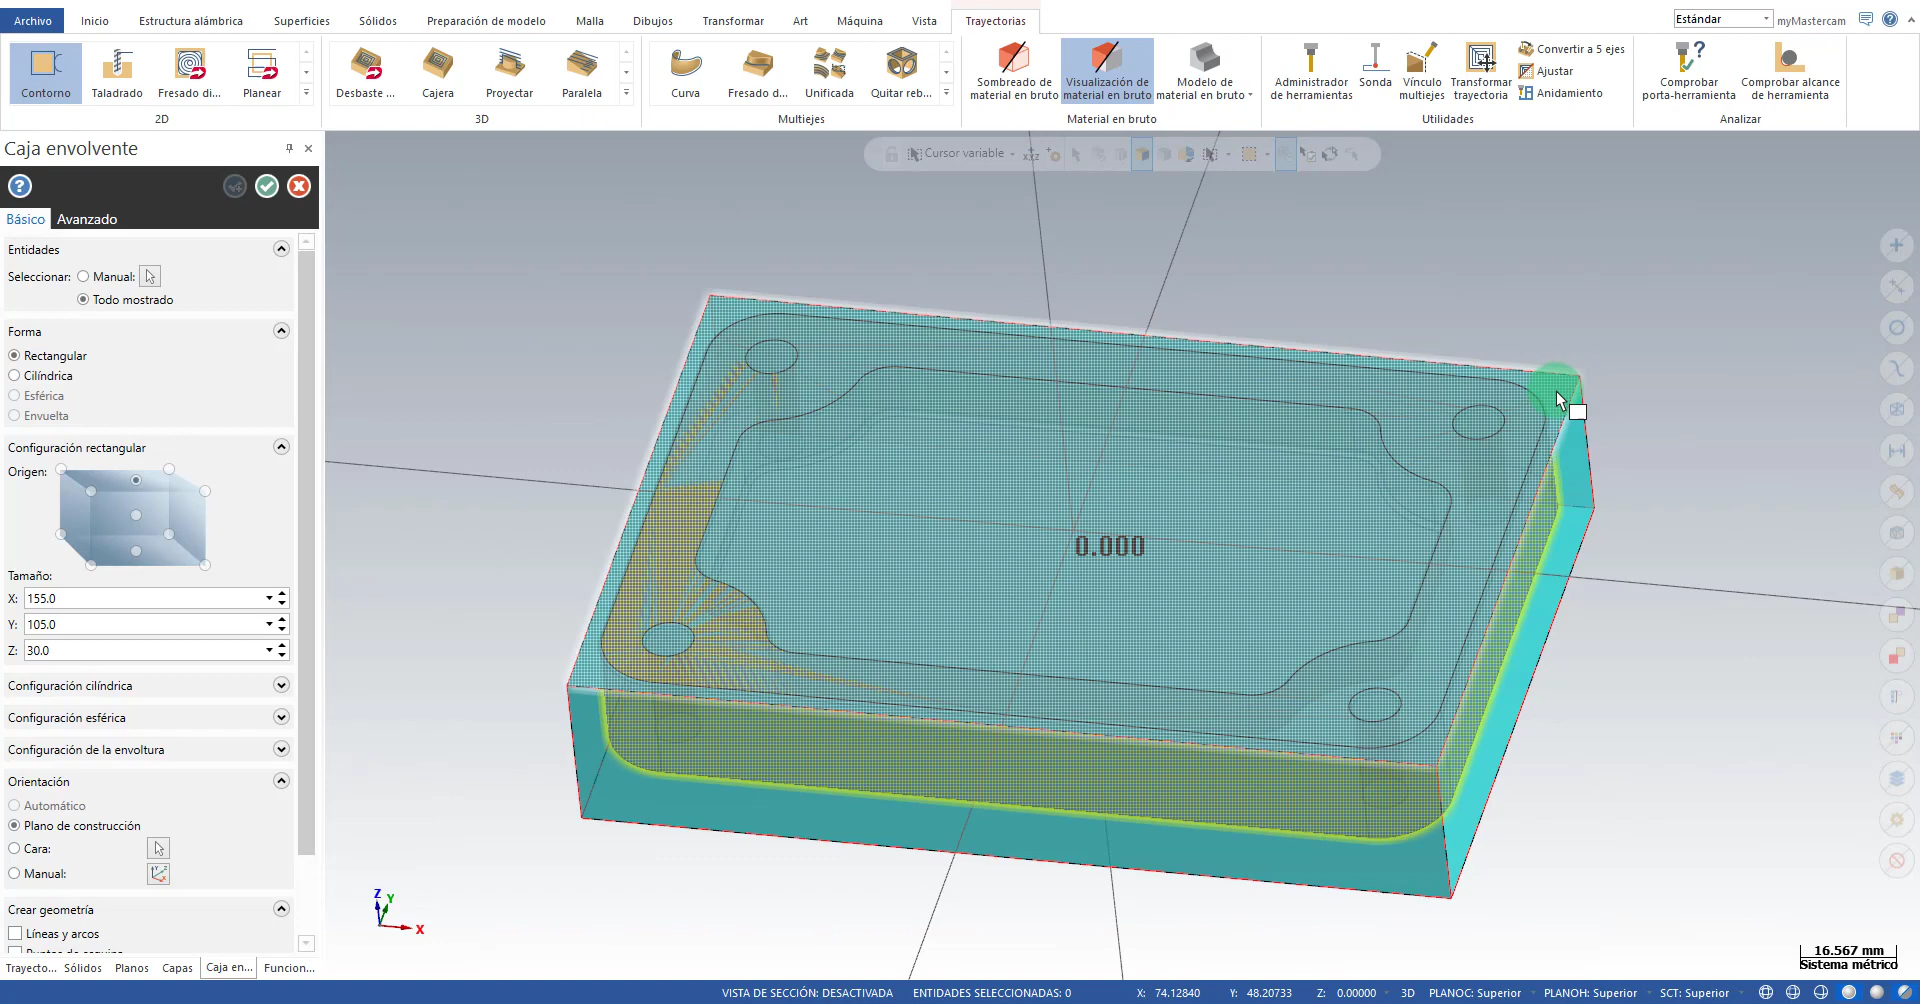 Archivo
Inicio
Estructura alámbrica
Superficies
Sólidos
Preparación de modelo
Malla
Dibujos
Transformar
Art
Máquina
Vista
Trayectorias
Estándar
myMastercam
Contorno
Taladrado
Fresado di...
Planear
2D
Desbaste ...
Cajera
Proyectar
Paralela
3D
Curva
Fresado d...
Unificada
Quitar reb...
Multiejes
Sombreado de
material en bruto
Visualización de
material en bruto
Modelo de
material en bruto
Material en bruto
Administrador
de herramientas
Sonda
Vínculo
multiejes
Transformar
trayectoria
Convertir a 5 ejes
Ajustar
Anidamiento
Utilidades
Comprobar
porta-herramienta
Comprobar alcance
de herramienta
Analizar
Caja envolvente
Básico
Avanzado
Entidades
Seleccionar:
Manual:
Todo mostrado
Forma
Rectangular
Cilíndrica
Esférica
Envuelta
Configuración rectangular
Origen:
Tamaño:
X: 155.0
Y: 105.0
Z: 30.0
Configuración cilíndrica
Configuración esférica
Configuración de la envoltura
Orientación
Automático
Plano de construcción
Cara:
Manual:
Crear geometría
Líneas y arcos
Trayecto...
Sólidos
Planos
Capas
Caja en...
Funcion...
Cursor variable
0.000
Z
Y
X
16.567 mm
Sistema métrico
VISTA DE SECCIÓN: DESACTIVADA
ENTIDADES SELECCIONADAS: 0
X: 74.12840
Y: 48.20733
Z: 0.00000
3D
PLANOC: Superior
PLANOH: Superior
SCT: Superior